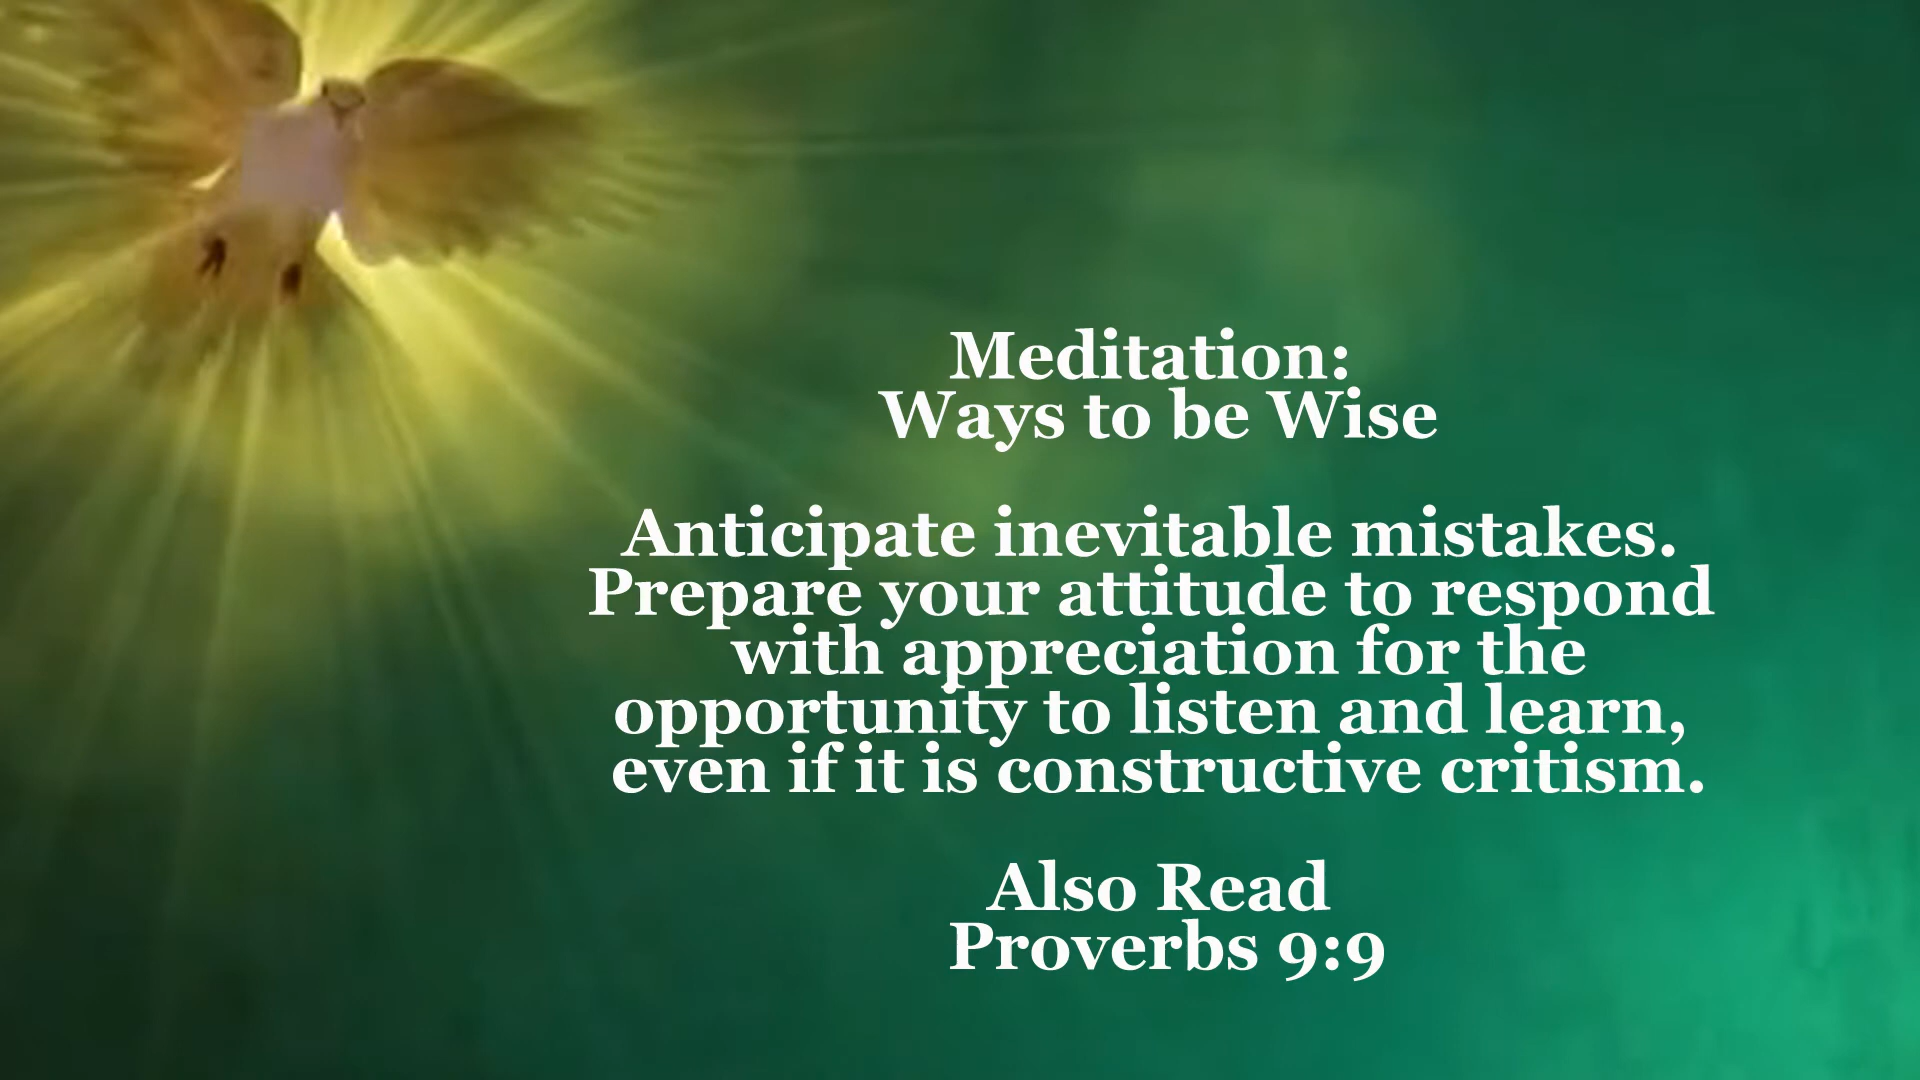 Meditation:
Ways to be Wise
Anticipate inevitable mistakes.
Prepare your attitude to respond
with appreciation for the
opportunity to listen and learn,
even if it is constructive critism.
Also Read
Proverbs 9:9